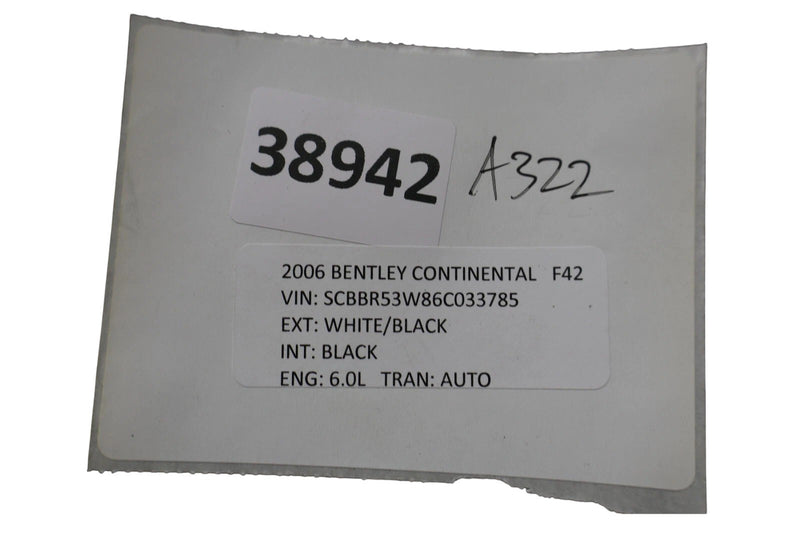 38942 A322
2006 BENTLEY CONTINENTAL F42
VIN: SCBBR53W86C033785
EXT: WHITE/BLACK
INT: BLACK
ENG: 6.0L TRAN: AUTO